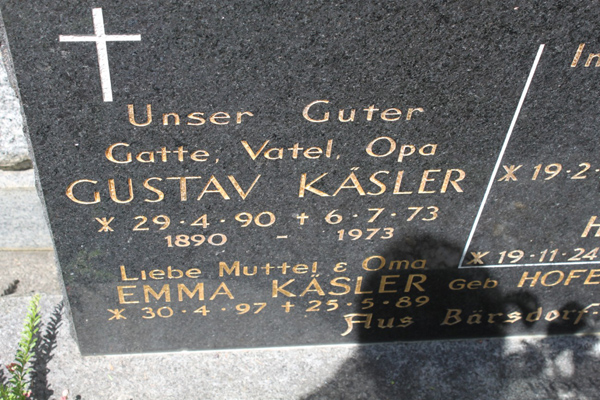 Unser Guter
Gatte, Vatel, Opa
GUSTAV KÄSLER
29·4·90 + 6·7·73
1890 - 1973
Liebe Muttel & Oma
EMMA KÄSLER Geb HOFE
30·4·97 + 25·5·89
Aus Bärsdorf-
In
19·2·
H
19·11·24